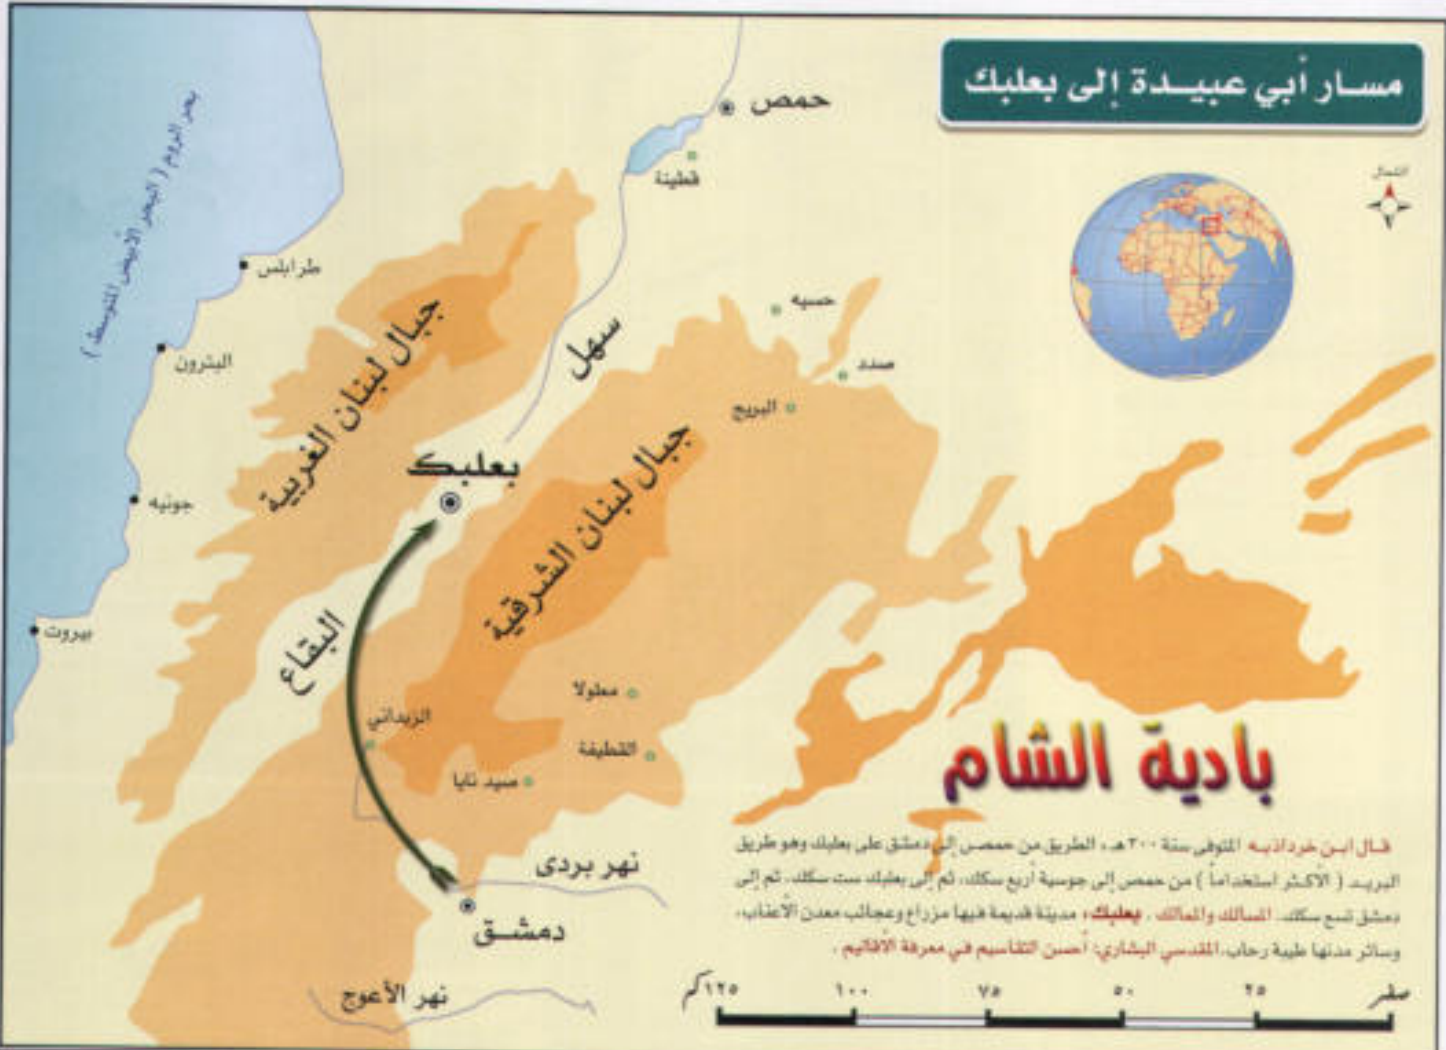 مسار أبي عبيدة إلى بعلبك
الشمال
حمص
قطينة
بحر الروم ( البحر الأبيض المتوسط )
طرابلس
البترون
جونيه
بيروت
جبال لبنان الغربية
سهل
البقاع
حسيه
صدد
البريج
بعلبك
جبال لبنان الشرقية
معلولا
الزبداني
القطيفة
صيد نايا
بادية الشام
نهر بردى
دمشق
نهر الأعوج
قال ابن خرداذبه المتوفى سنة ٣٠٠ هـ، الطريق من حمص إلى دمشق على بعلبك وهو طريق
البريد ( الأكثر استخداماً ) من حمص إلى جوسية أربع سكك، ثم إلى بعلبك ست سكك، ثم إلى
دمشق تسع سكك. المسالك والممالك . بعلبك، مدينة قديمة فيها مزراع وعجائب معدن الأعناب،
وسائر مدنها طيبة رحاب. المقدسي البشاري: أحسن التقاسيم في معرفة الأقاليم .
صفر ٢٥ ٥٠ ٧٥ ١٠٠ ١٢٥كم